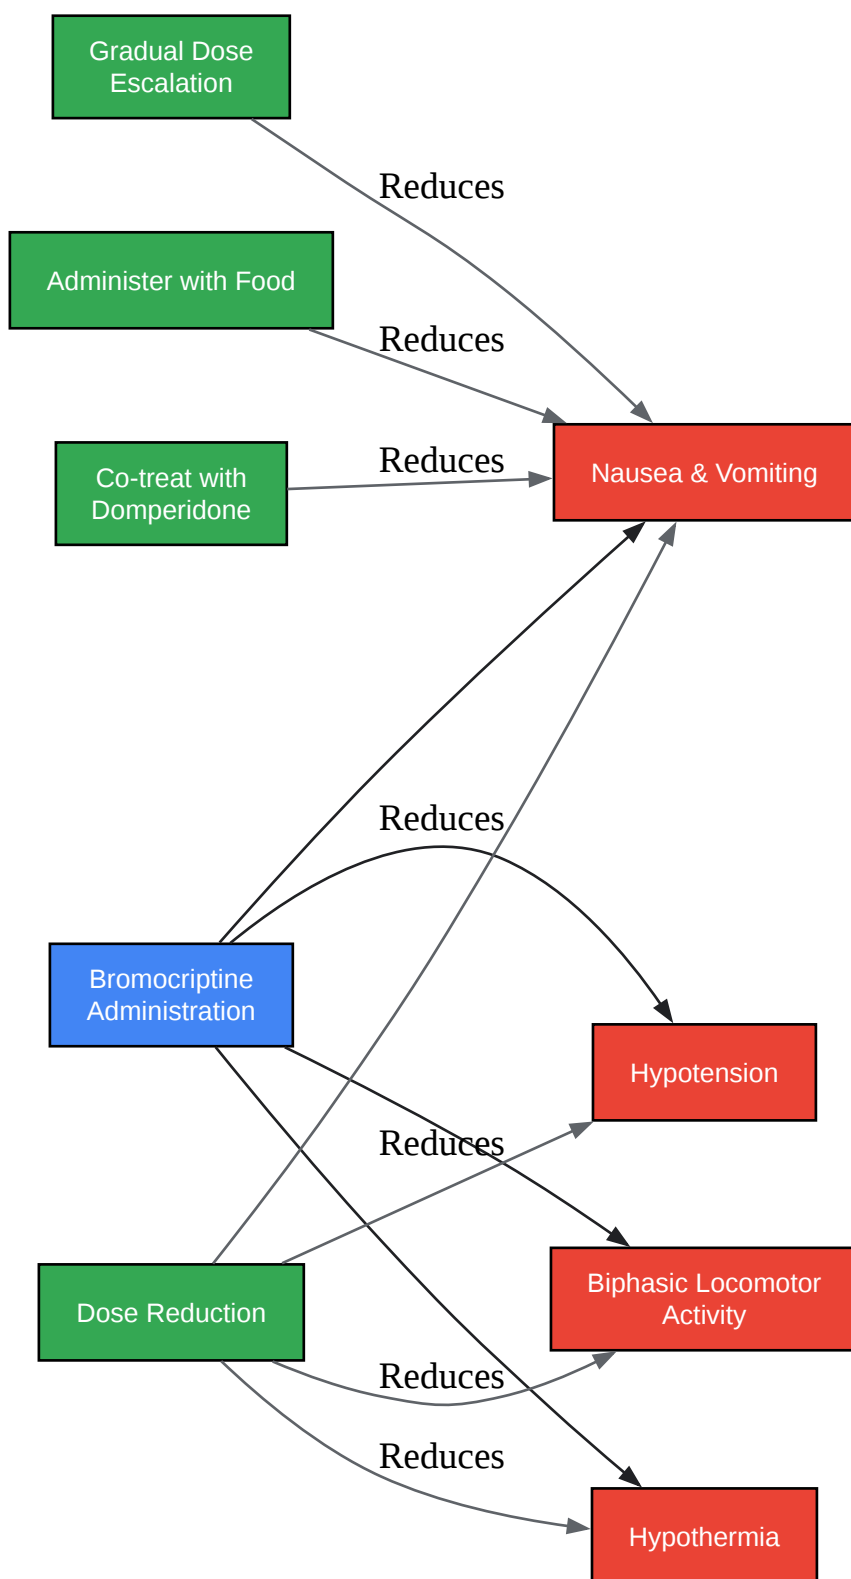 Gradual Dose
Escalation
Reduces
Administer with Food
Reduces
Co-treat with
Domperidone
Reduces
Nausea & Vomiting
Reduces
Bromocriptine
Administration
Hypotension
Reduces
Biphasic Locomotor
Activity
Dose Reduction
Reduces
Reduces
Hypothermia